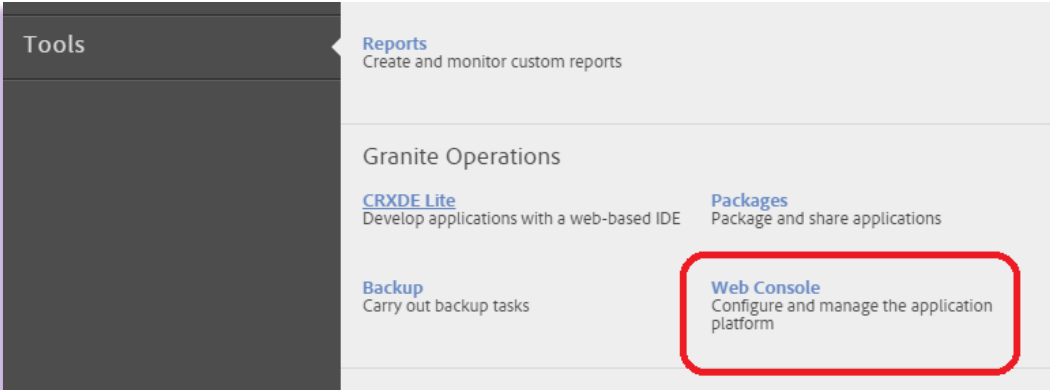 Tools
Reports
Create and monitor custom reports
Granite Operations
CRXDE Lite
Develop applications with a web-based IDE
Packages
Package and share applications
Backup
Carry out backup tasks
Web Console
Configure and manage the application
platform